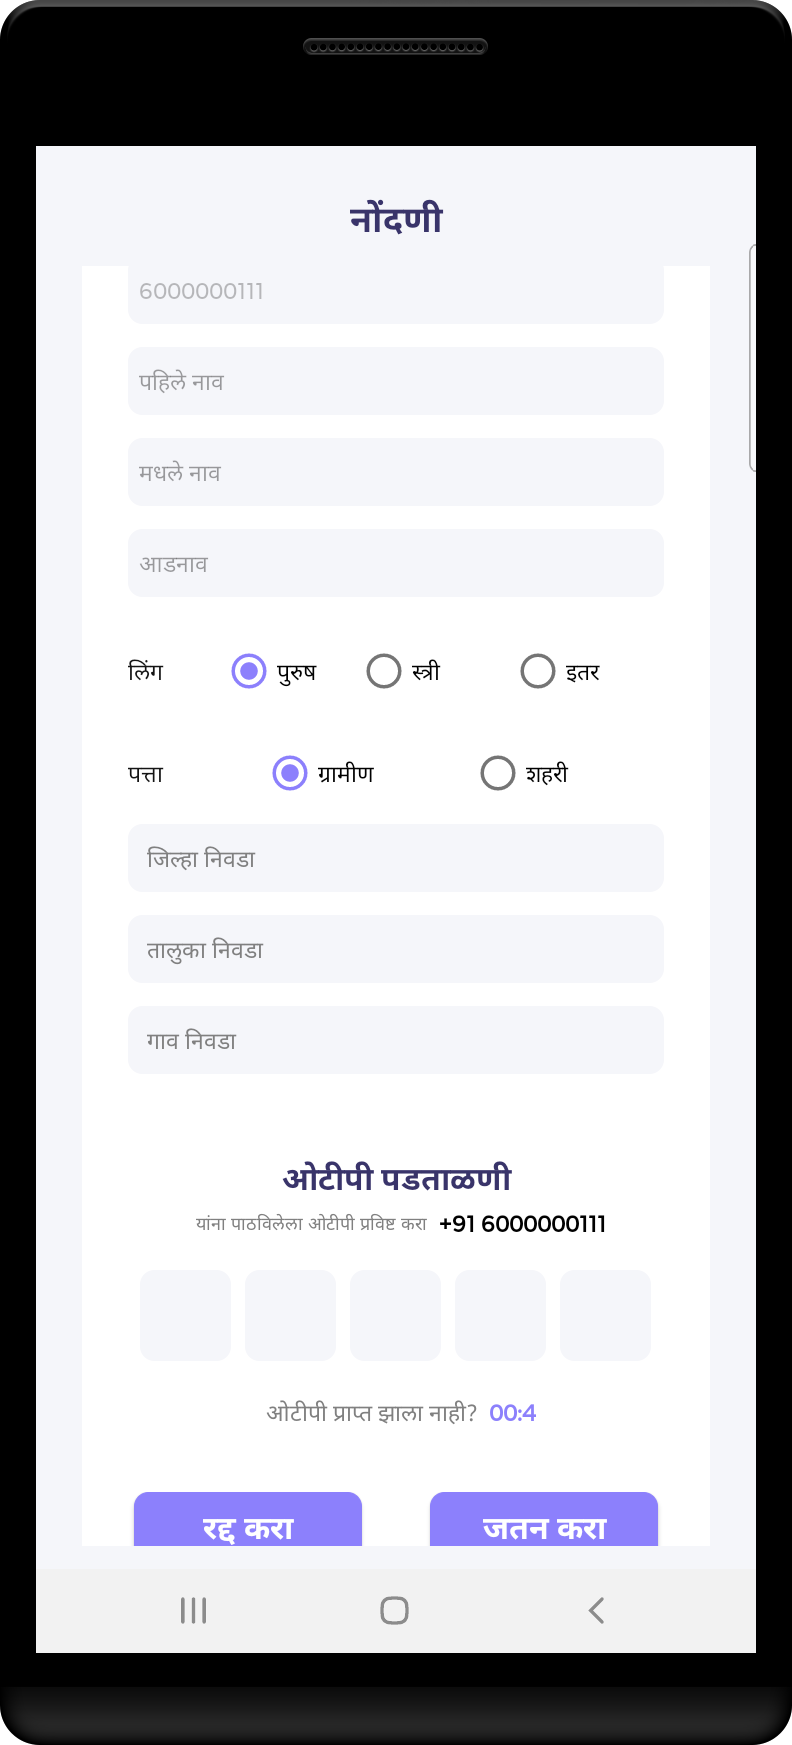 नोंदणी
6000000111
पहिले नाव
मधले नाव
आडनाव
लिंग पुरुष स्त्री इतर
पत्ता ग्रामीण शहरी
जिल्हा निवडा
तालुका निवडा
गाव निवडा
ओटीपी पडताळणी
यांना पाठविलेला ओटीपी प्रविष्ट करा +91 6000000111
ओटीपी प्राप्त झाला नाही? 00:4
रद्द करा जतन करा